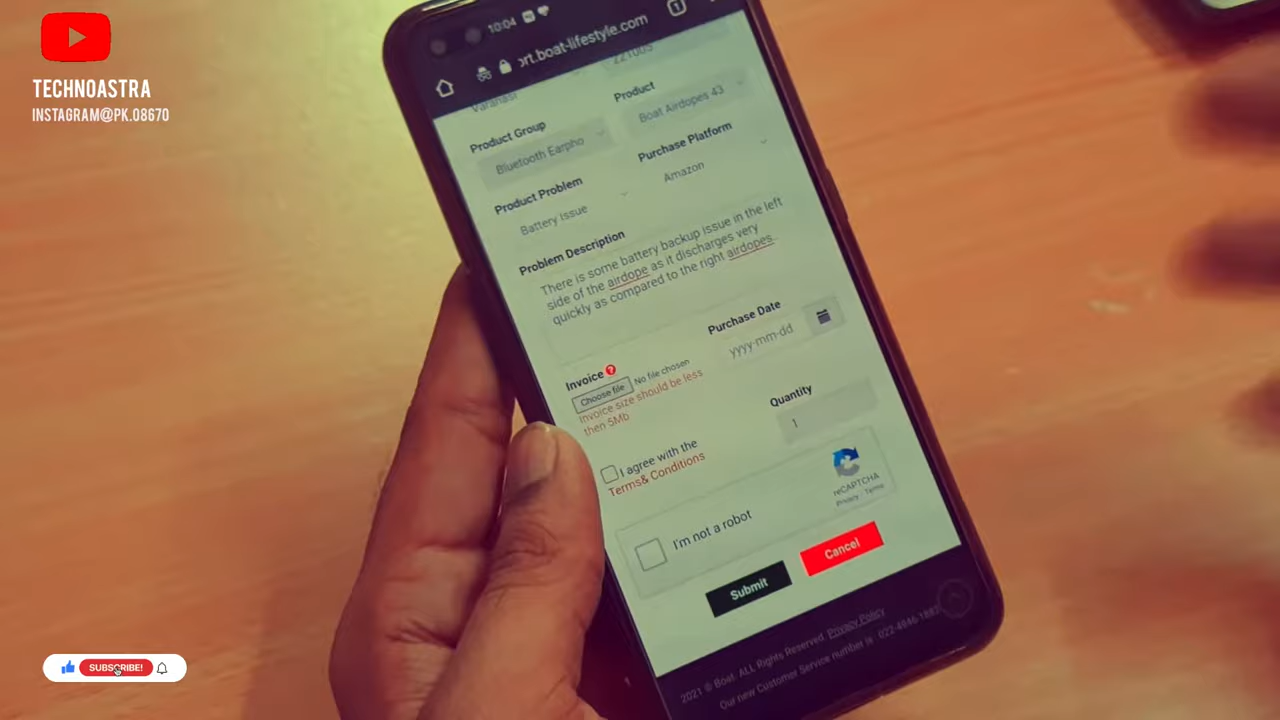 TECHNOASTRA
INSTAGRAM@PK.08670
10:04
ort.boat-lifestyle.com
1
Varanasi
221005
Product Group
Product
Bluetooth Earpho
Boat Airdopes 43
Product Problem
Purchase Platform
Battery Issue
Amazon
Problem Description
There is some battery backup issue in the left
side of the airdope as it discharges very
quickly as compared to the right airdopes.
Invoice ?
Purchase Date
Choose file No file chosen
yyyy-mm-dd
Invoice size should be less
then 5Mb
Quantity
1
I agree with the
Terms& Conditions
I'm not a robot
reCAPTCHA
Privacy - Terms
Submit
Cancel
2021 © Boat. ALL Rights Reserved. Privacy Policy
Our new Customer Service number is 022-4846-1882
SUBSCRIBE!